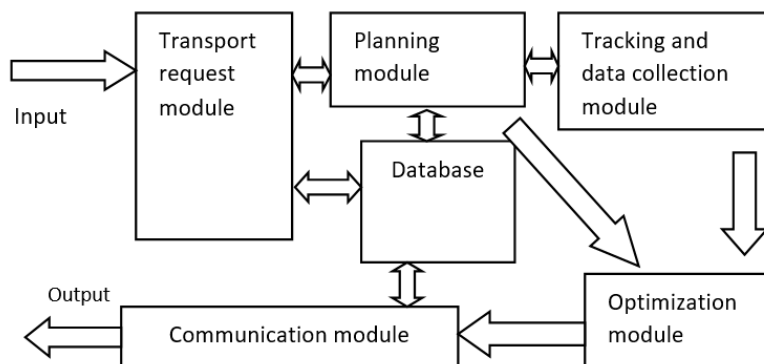 Transport
request
module
Planning
module
Tracking and
data collection
module
Input
Database
Output
Communication module
Optimization
module